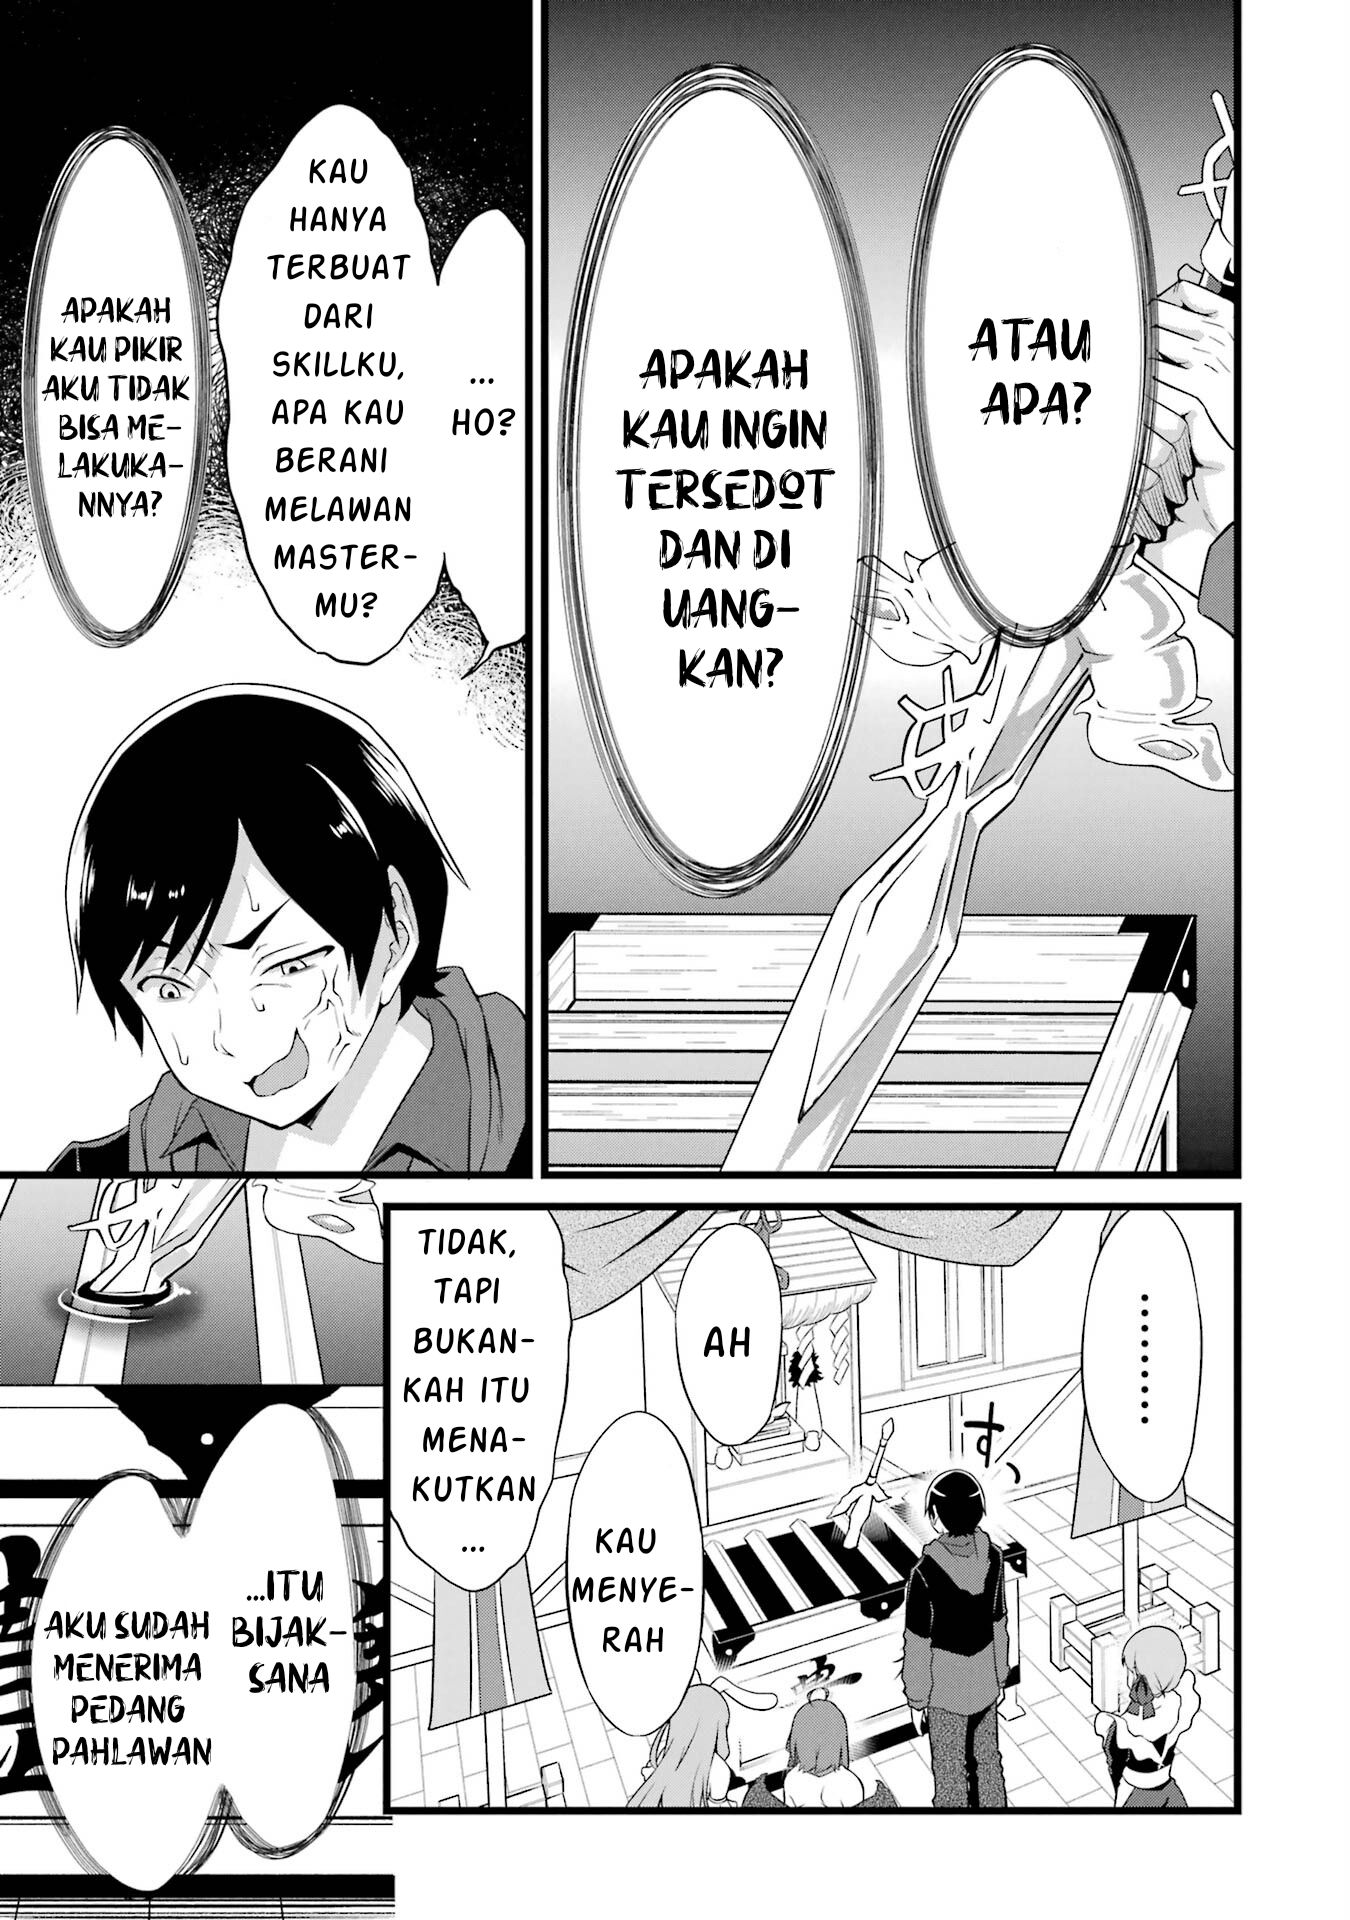 ATAU
APA?
APAKAH
KAU INGIN
TERSEDOT
DAN DI
UANG-
KAN?
...
HO?
KAU
HANYA
TERBUAT
DARI
SKILLKU,
APA KAU
BERANI
MELAWAN
MASTER-
MU?
APAKAH
KAU PIKIR
AKU TIDAK
BISA ME-
LAKUKA-
NNYA?
.........
す、
AH
KAU
MENYE-
RAH
TIDAK,
TAPI
BUKAN-
KAH ITU
MENA-
KUTKAN
...
...ITU
BIJAK-
SANA
AKU SUDAH
MENERIMA
PEDANG
PAHLAWAN